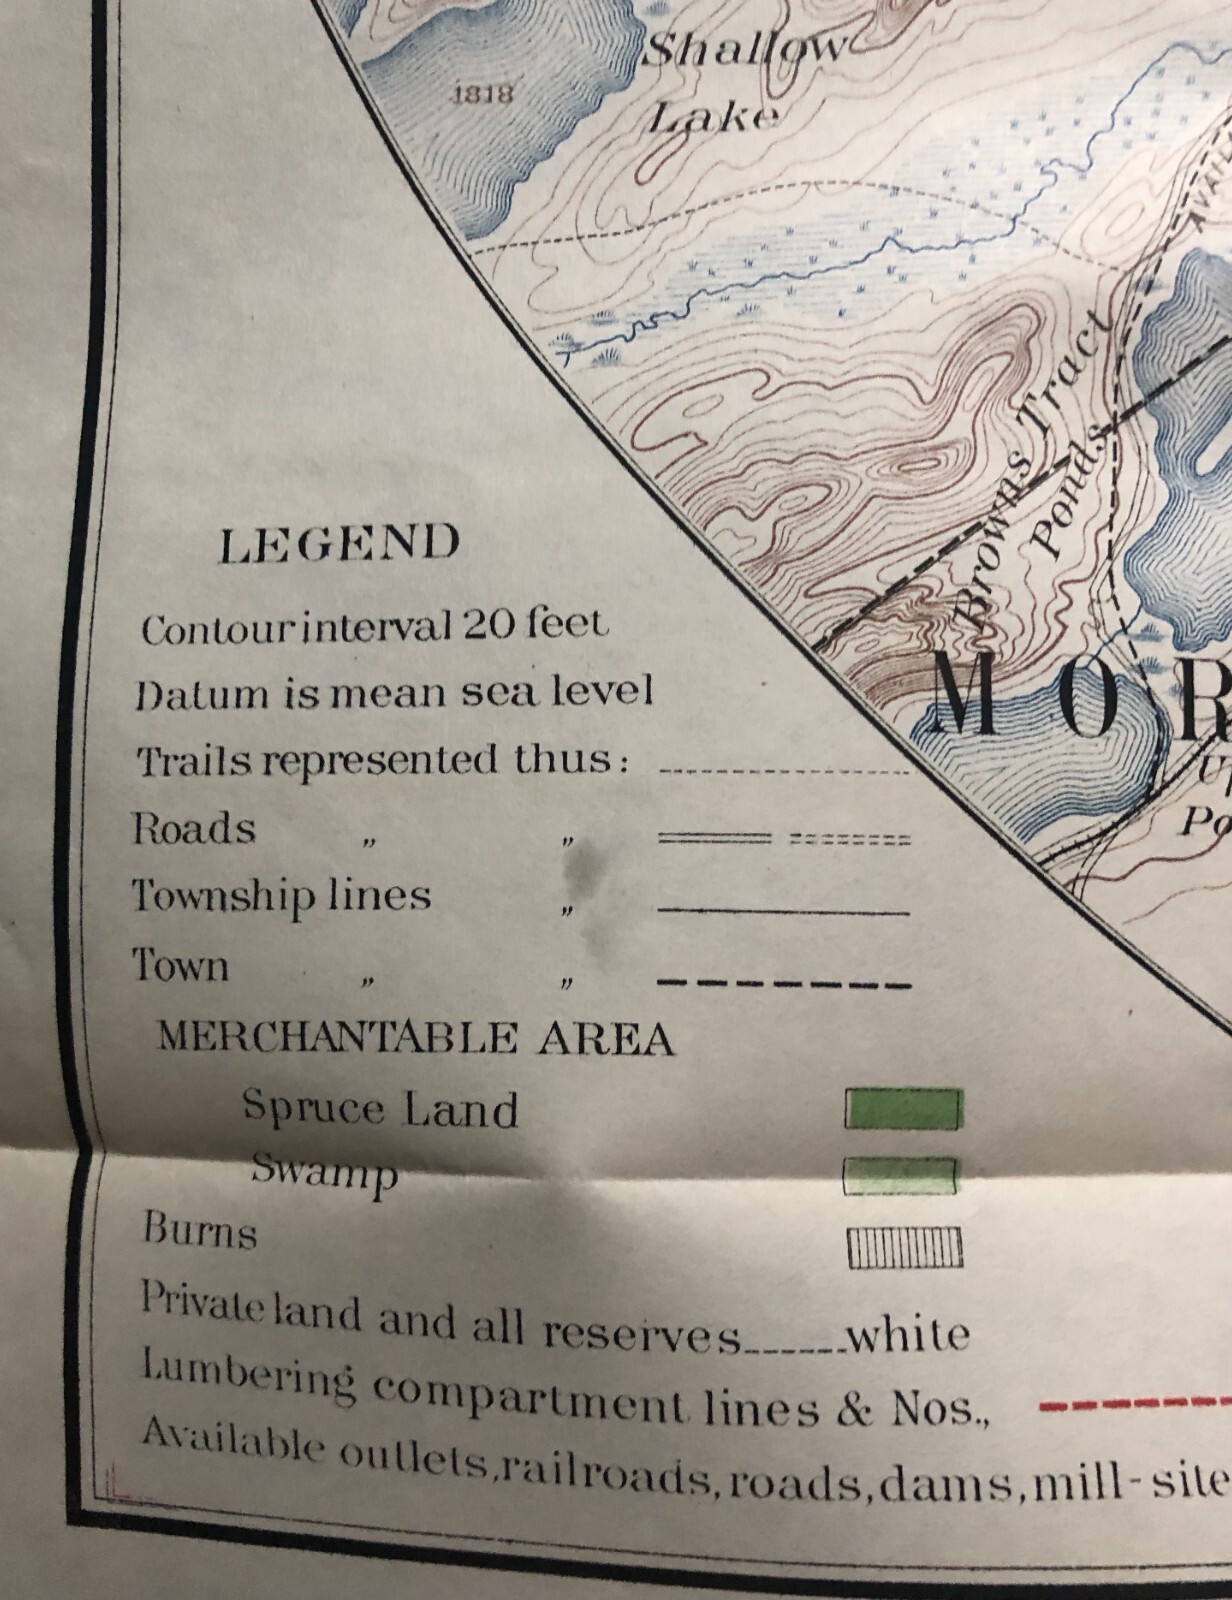 Shallow
Lake
1818
Browns Tract
Ponds
LEGEND
Contour interval 20 feet
Datum is mean sea level
Trails represented thus:
Roads „ „
Township lines „
Town „ „
MERCHANTABLE AREA
Spruce Land
Swamp
Burns
Private land and all reserves______white
Lumbering compartment lines & Nos.,
Available outlets, railroads, roads, dams, mill-site
MOR